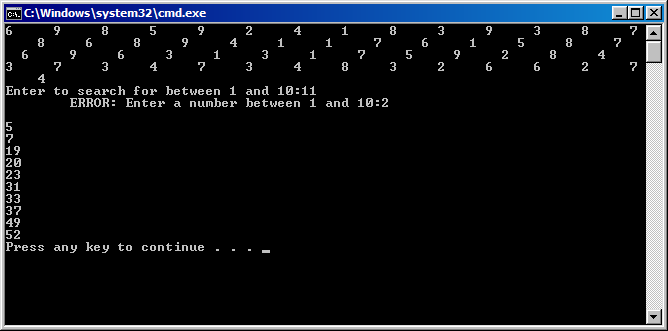 C:\Windows\system32\cmd.exe
6 9 8 5 9 2 4 1 8 3 9 3 8 7
8 6 8 9 4 1 1 7 6 1 5 3 7
6 9 6 3 1 3 1 7 5 2 8 4
3 7 3 4 7 3 4 8 3 2 6 6 2 7
4
Enter to search for between 1 and 10:11
ERROR: Enter a number between 1 and 10:2
5
7
19
20
23
31
33
37
49
52
Press any key to continue . . .